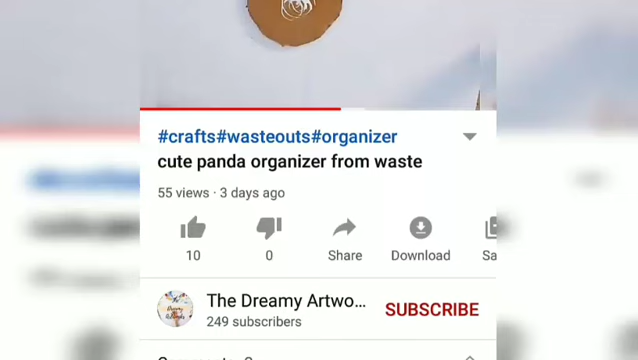 #crafts#wasteouts#organizer
cute panda organizer from waste
55 views · 3 days ago
10
0
Share
Download
Sa
The Dreamy Artwo...
SUBSCRIBE
249 subscribers